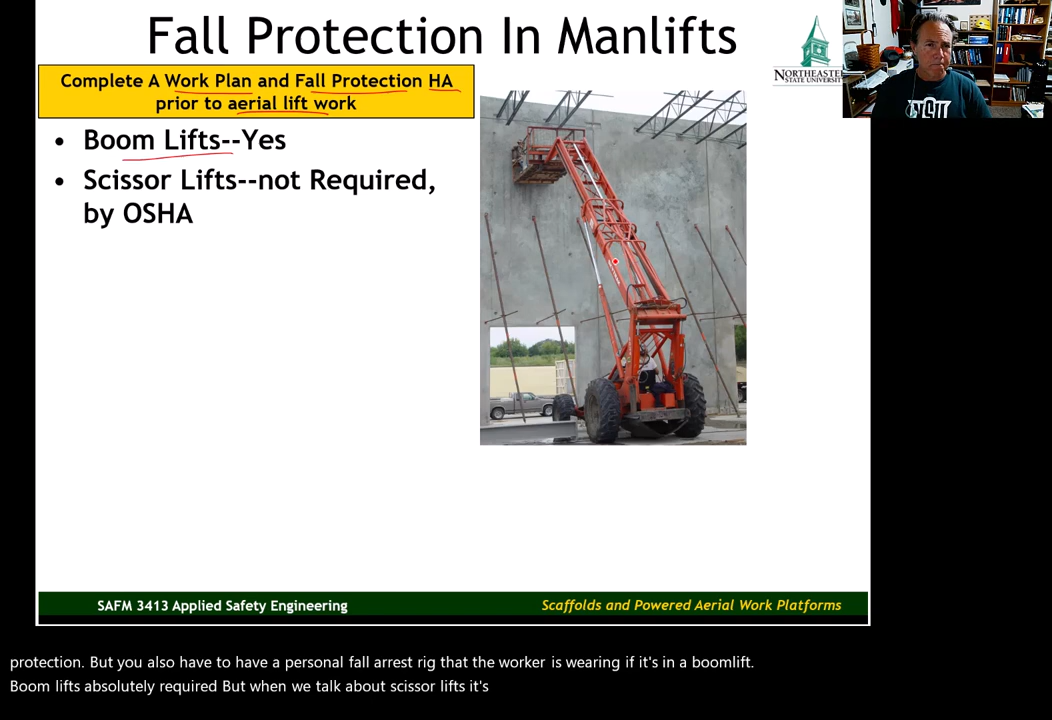 Fall Protection In Manlifts
NORTHEASTE
STATE UNIVERSIT
Complete A Work Plan and Fall Protection HA
prior to aerial lift work
• Boom Lifts--Yes
• Scissor Lifts--not Required,
by OSHA
SAFM 3413 Applied Safety Engineering
Scaffolds and Powered Aerial Work Platforms
protection. But you also have to have a personal fall arrest rig that the worker is wearing if it's in a boomlift.
Boom lifts absolutely required But when we talk about scissor lifts it's